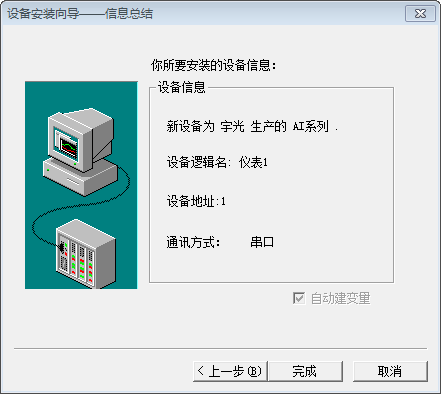 设备安装向导——信息总结
你所要安装的设备信息：
设备信息
新设备为 宇光 生产的 AI系列 .
设备逻辑名: 仪表1
设备地址:1
通讯方式： 串口
自动建变量
< 上一步(B) 完成 取消